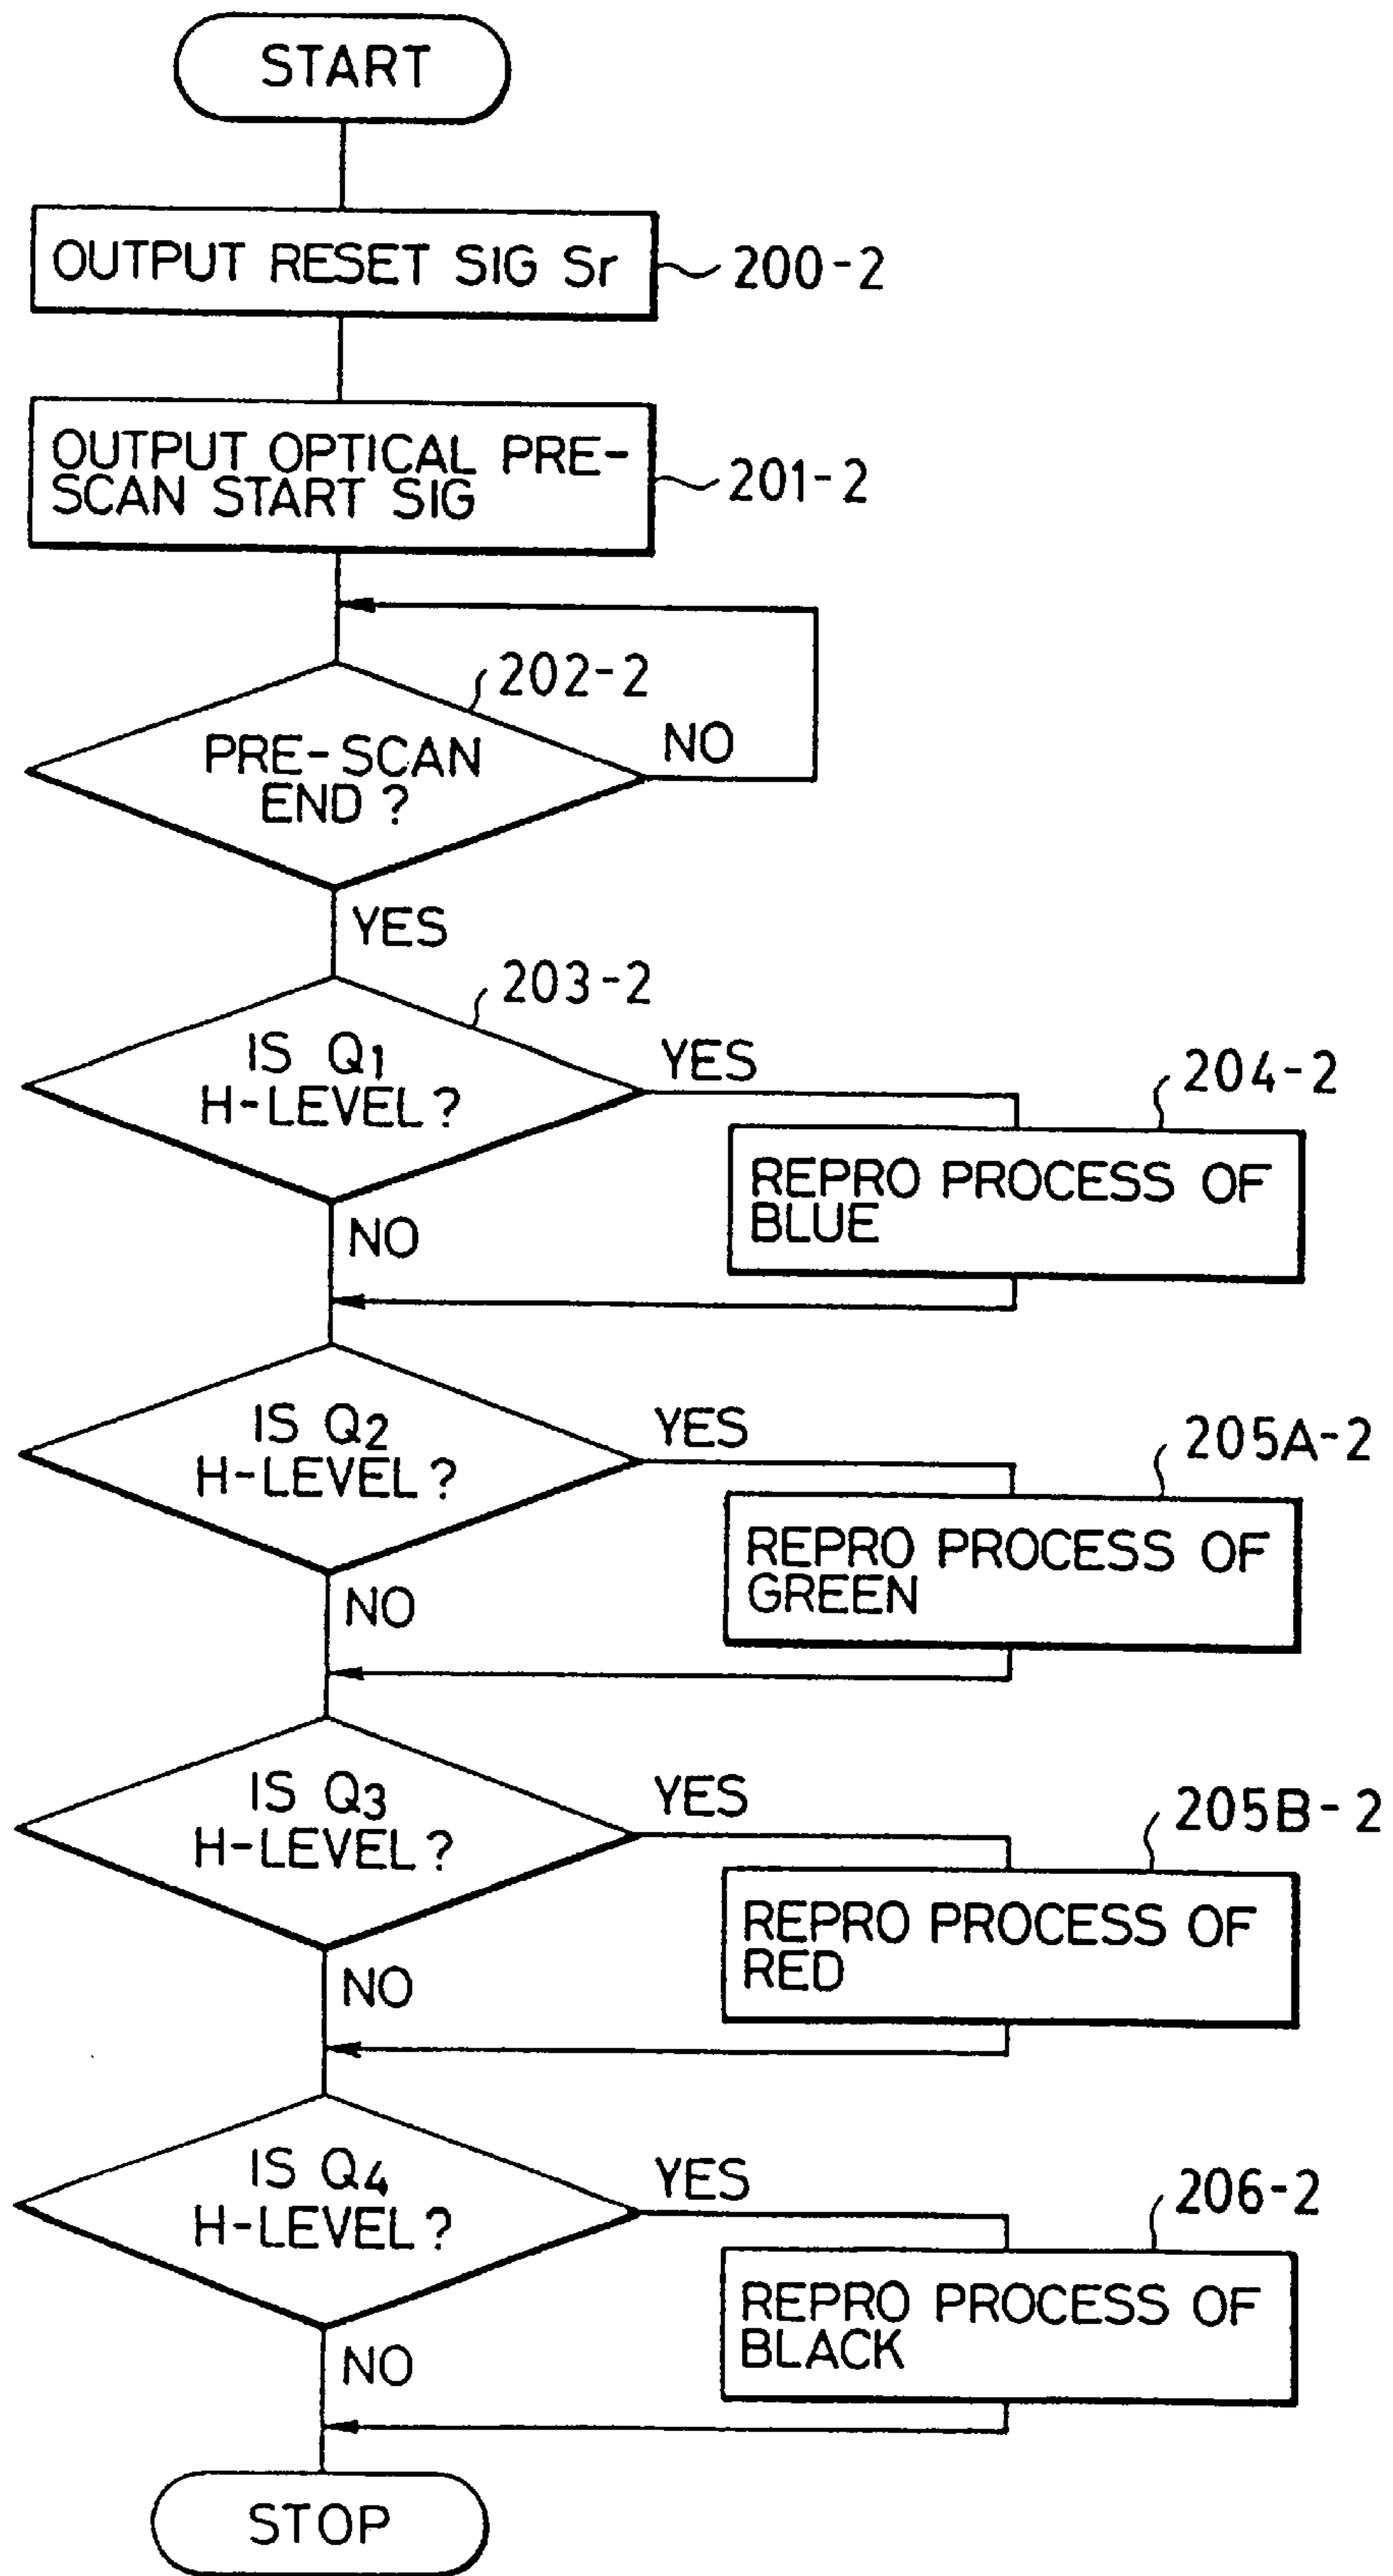 START
OUTPUT RESET SIG Sr
200-2
OUTPUT OPTICAL PRE-
SCAN START SIG
201-2
202-2
PRE-SCAN
END?
NO
YES
203-2
IS Q1
H-LEVEL?
YES
204-2
REPRO PROCESS OF
BLUE
NO
IS Q2
H-LEVEL?
YES
205A-2
REPRO PROCESS OF
GREEN
NO
IS Q3
H-LEVEL?
YES
205B-2
REPRO PROCESS OF
RED
NO
IS Q4
H-LEVEL?
YES
206-2
REPRO PROCESS OF
BLACK
NO
STOP